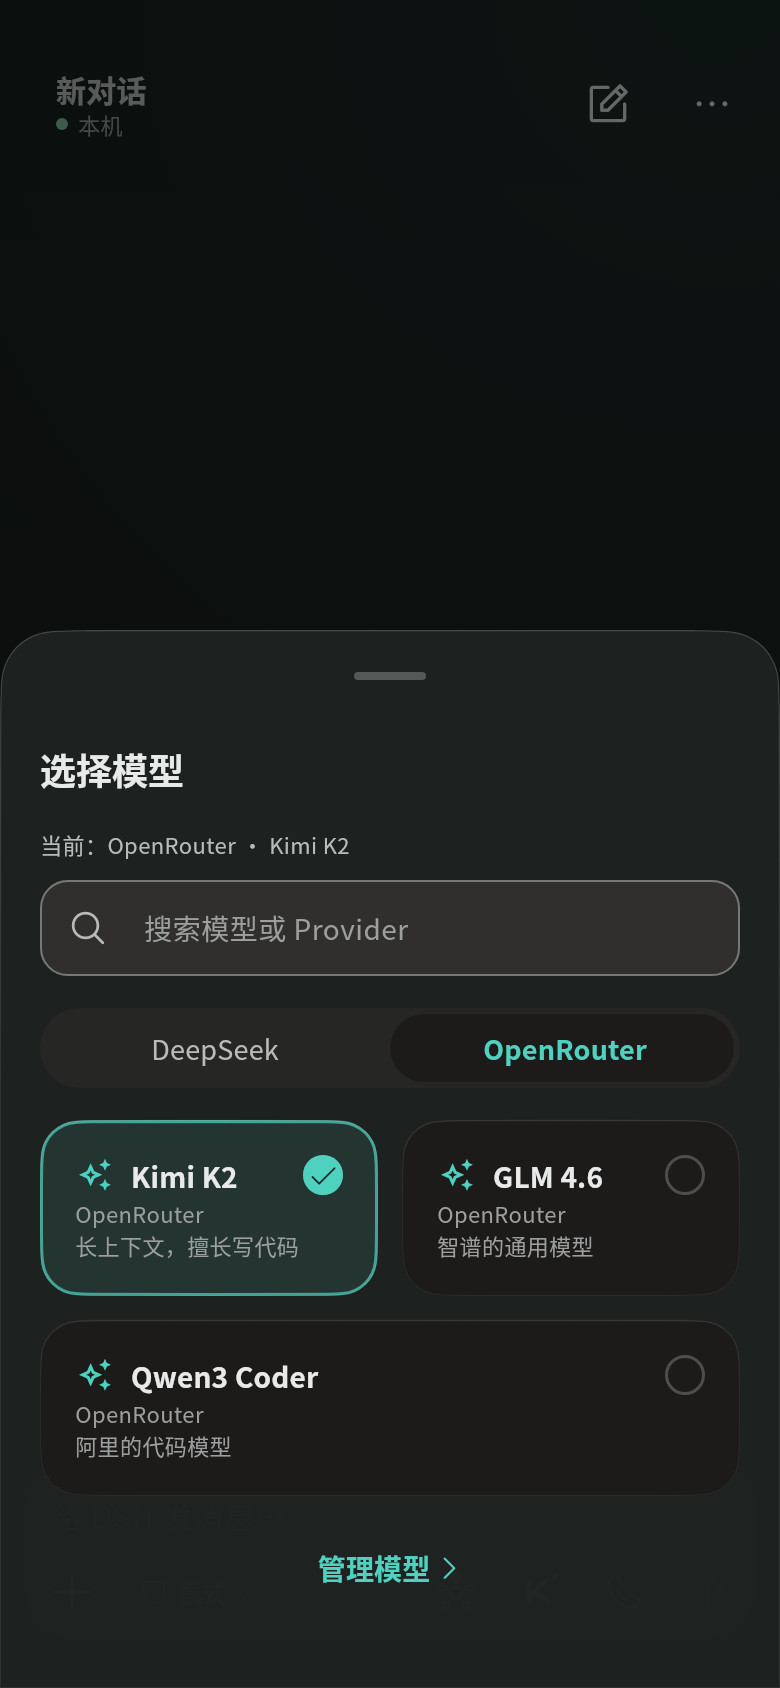 新对话
本机
选择模型
当前：OpenRouter · Kimi K2
搜索模型或 Provider
DeepSeek
OpenRouter
Kimi K2
OpenRouter
长上下文，擅长写代码
GLM 4.6
OpenRouter
智谱的通用模型
Qwen3 Coder
OpenRouter
阿里的代码模型
管理模型